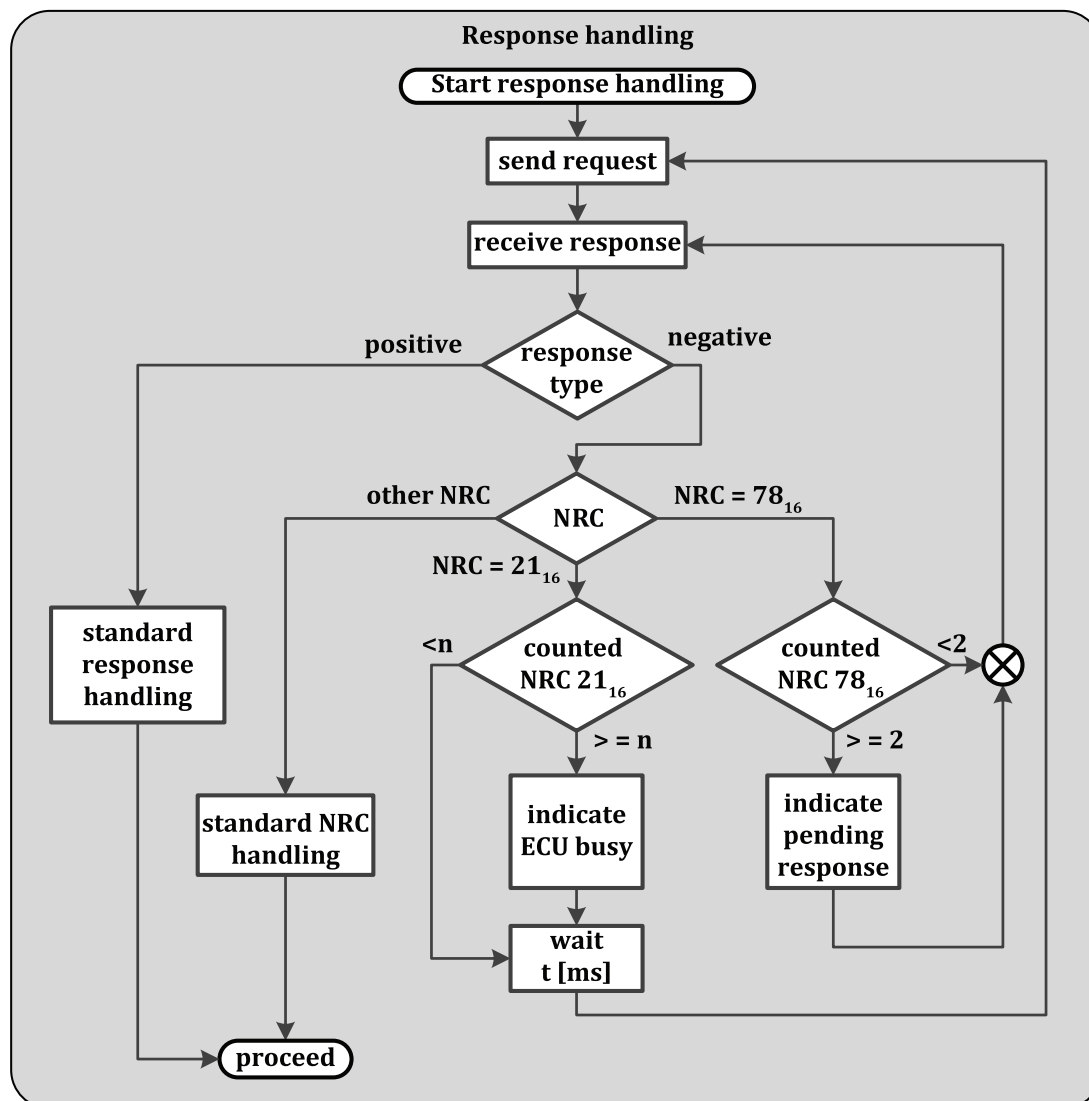 Response handling
Start response handling
send request
receive response
positive
negative
response
type
other NRC
NRC = 78₁₆
NRC
NRC = 21₁₆
<n
counted
NRC 21₁₆
counted
NRC 78₁₆
<2
standard
response
handling
> = n
> = 2
indicate
ECU busy
indicate
pending
response
standard NRC
handling
wait
t [ms]
proceed